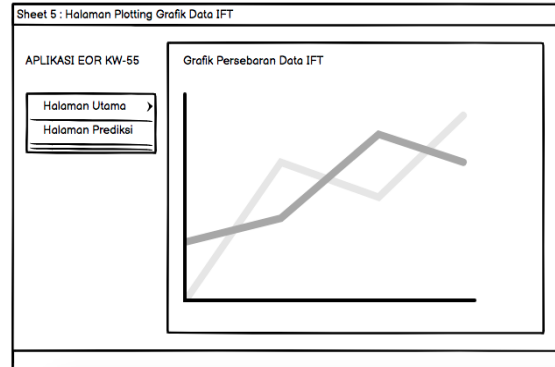 Sheet 5 : Halaman Plotting Grafik Data IFT
APLIKASI EOR KW-55
Halaman Utama
Halaman Prediksi
Grafik Persebaran Data IFT